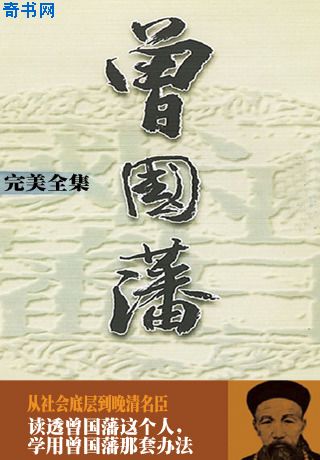 奇书网
曾
國
藩
完美全集
从社会底层到晚清名臣
读透曾国藩这个人，
学用曾国藩那套办法